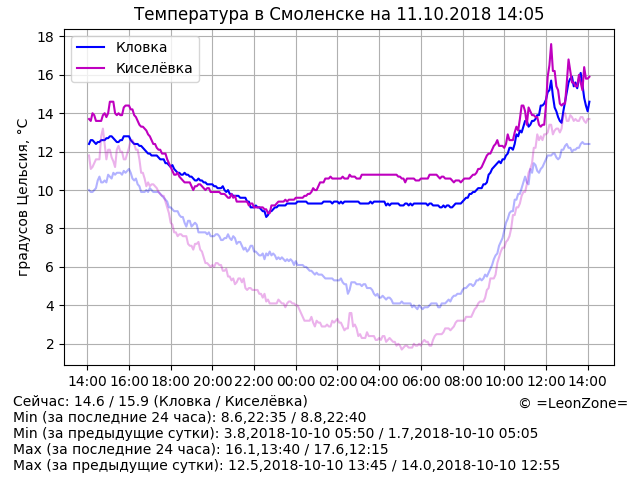 Температура в Смоленске на 11.10.2018 14:05
градусов Цельсия, °C
18
16
14
12
10
8
6
4
2
Кловка
Киселёвка
14:00 16:00 18:00 20:00 22:00 00:00 02:00 04:00 06:00 08:00 10:00 12:00 14:00
Сейчас: 14.6 / 15.9 (Кловка / Киселёвка)
© =LeonZone=
Min (за последние 24 часа): 8.6,22:35 / 8.8,22:40
Min (за предыдущие сутки): 3.8,2018-10-10 05:50 / 1.7,2018-10-10 05:05
Max (за последние 24 часа): 16.1,13:40 / 17.6,12:15
Max (за предыдущие сутки): 12.5,2018-10-10 13:45 / 14.0,2018-10-10 12:55